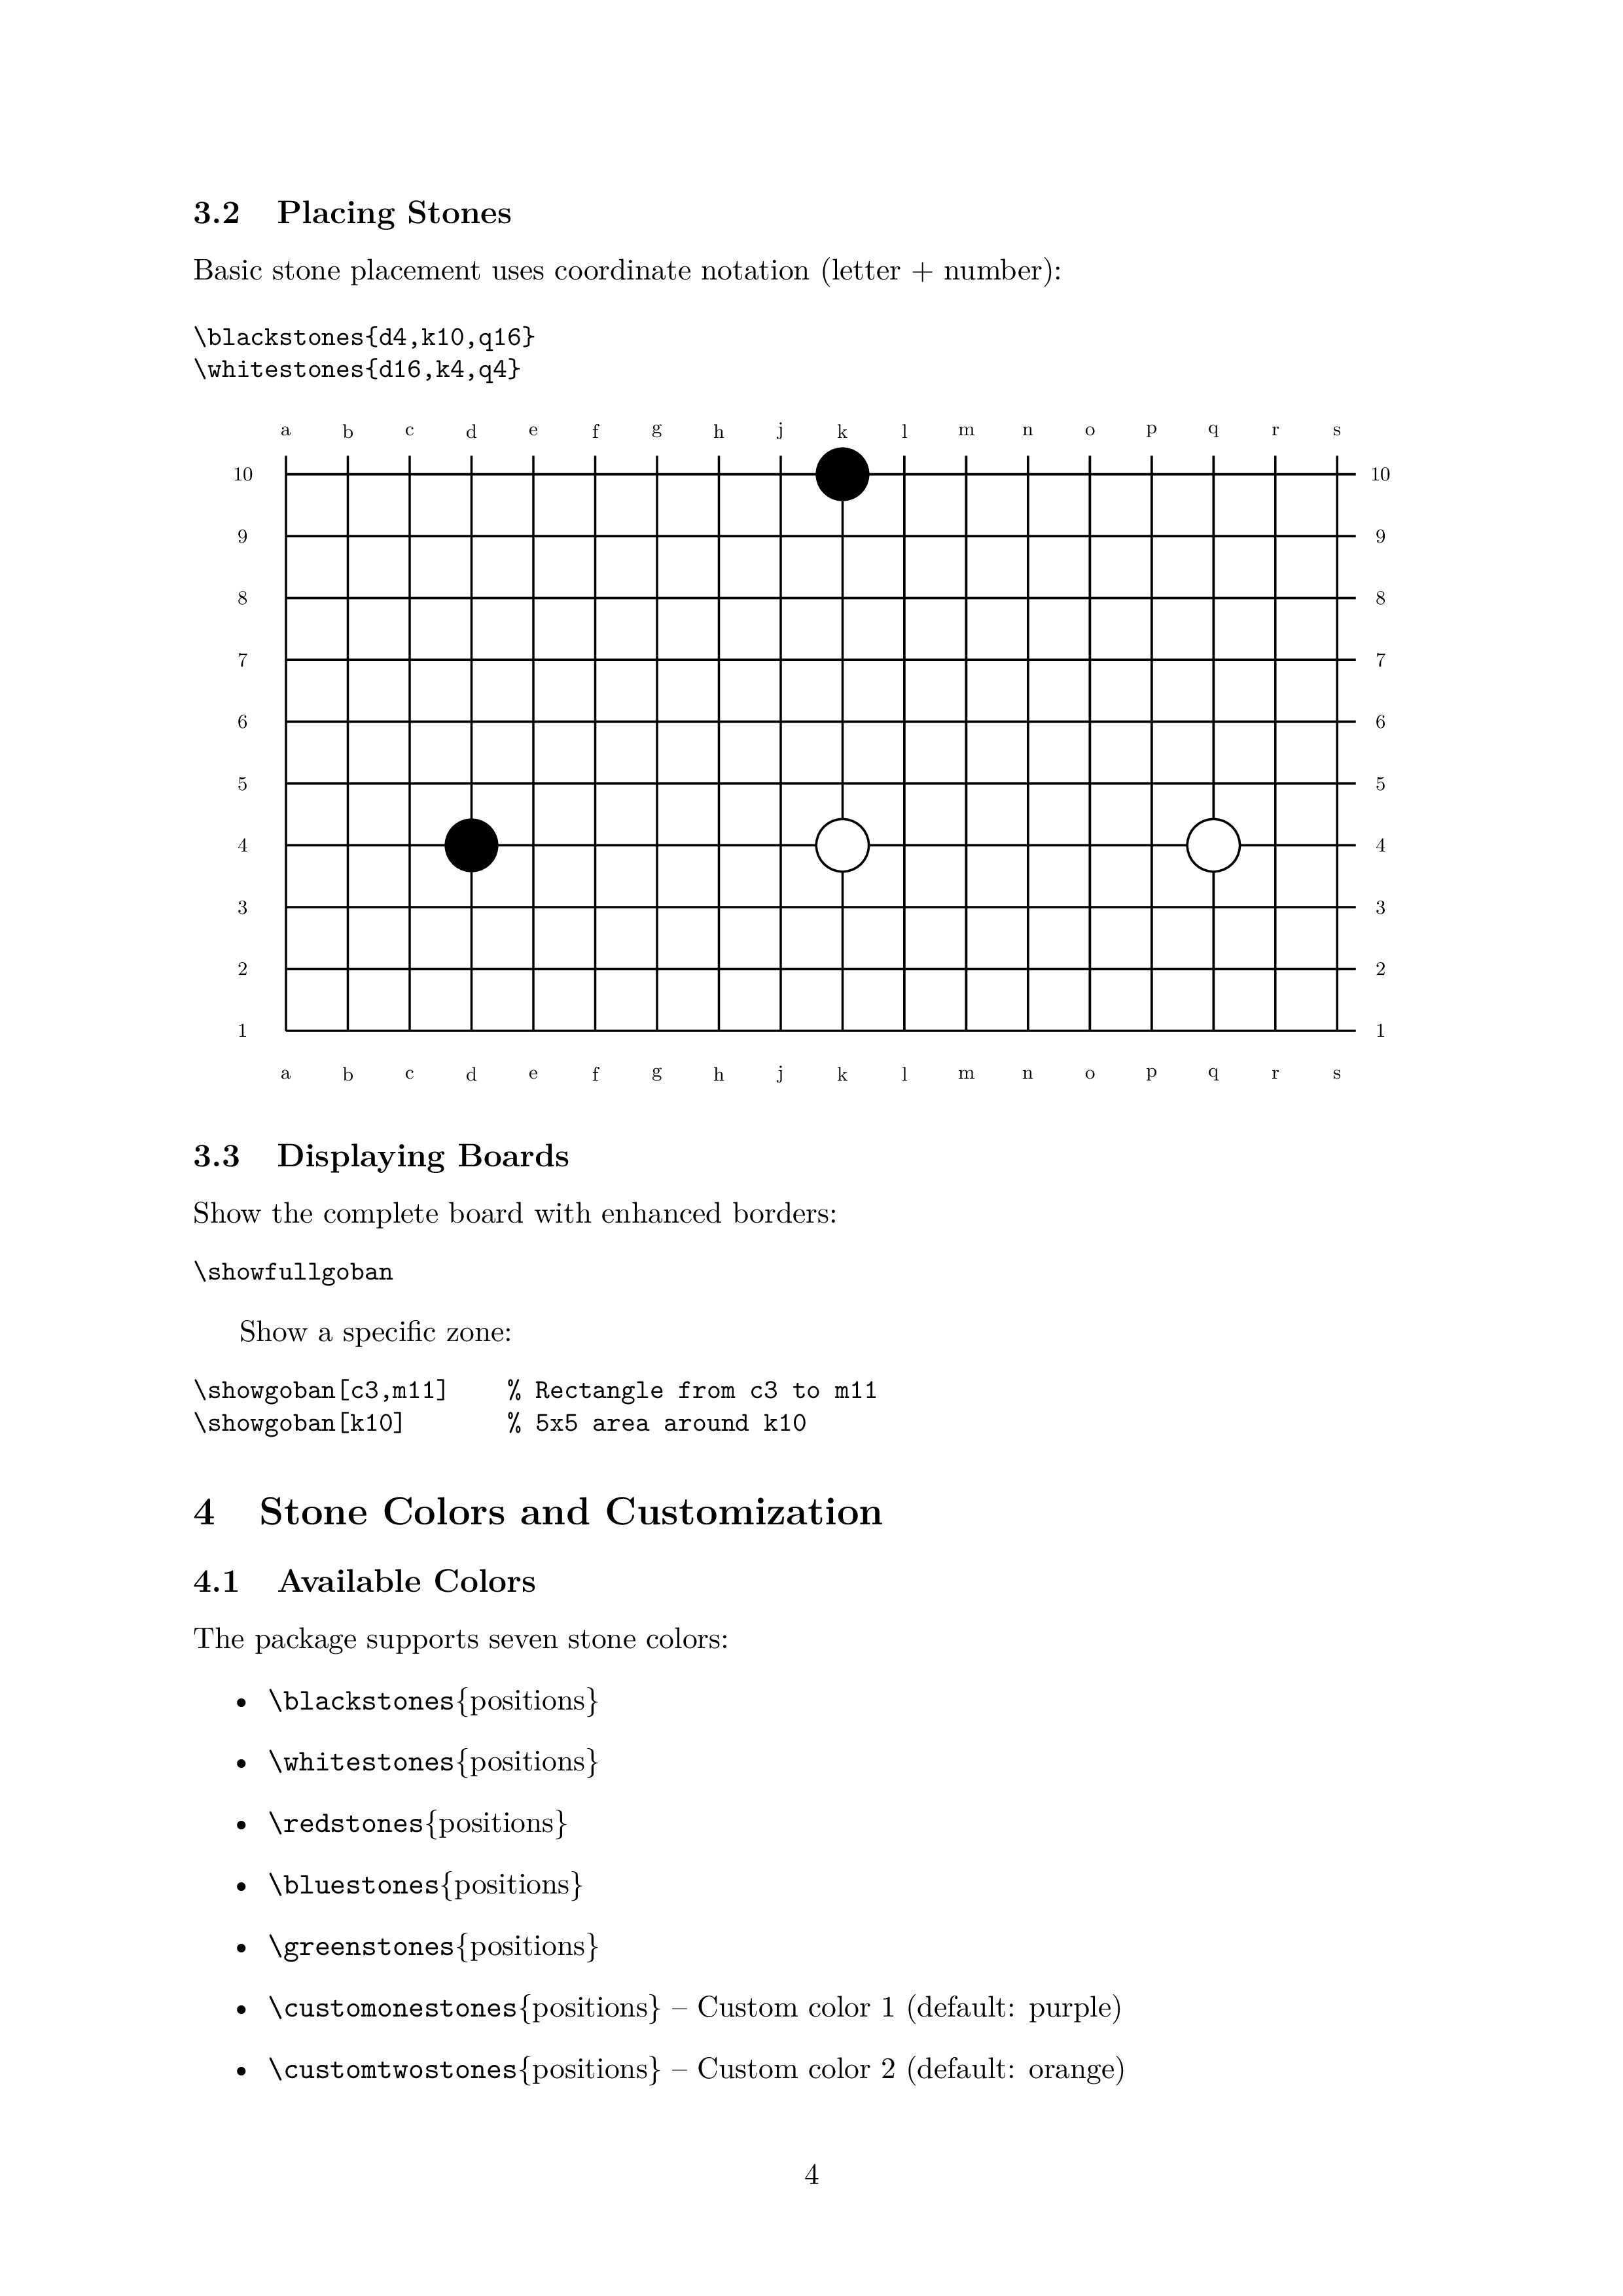 3.2 Placing Stones
Basic stone placement uses coordinate notation (letter + number):
\blackstones{d4,k10,q16}
\whitestones{d16,k4,q4}
a b c d e f g h j k l m n o p q r s
10 10
9 9
8 8
7 7
6 6
5 5
4 4
3 3
2 2
1 1
a b c d e f g h j k l m n o p q r s
3.3 Displaying Boards
Show the complete board with enhanced borders:
\showfullgoban
Show a specific zone:
\showgoban[c3,m11] % Rectangle from c3 to m11
\showgoban[k10] % 5x5 area around k10
4 Stone Colors and Customization
4.1 Available Colors
The package supports seven stone colors:
• \blackstones{positions}
• \whitestones{positions}
• \redstones{positions}
• \bluestones{positions}
• \greenstones{positions}
• \customonestones{positions} – Custom color 1 (default: purple)
• \customtwostones{positions} – Custom color 2 (default: orange)
4